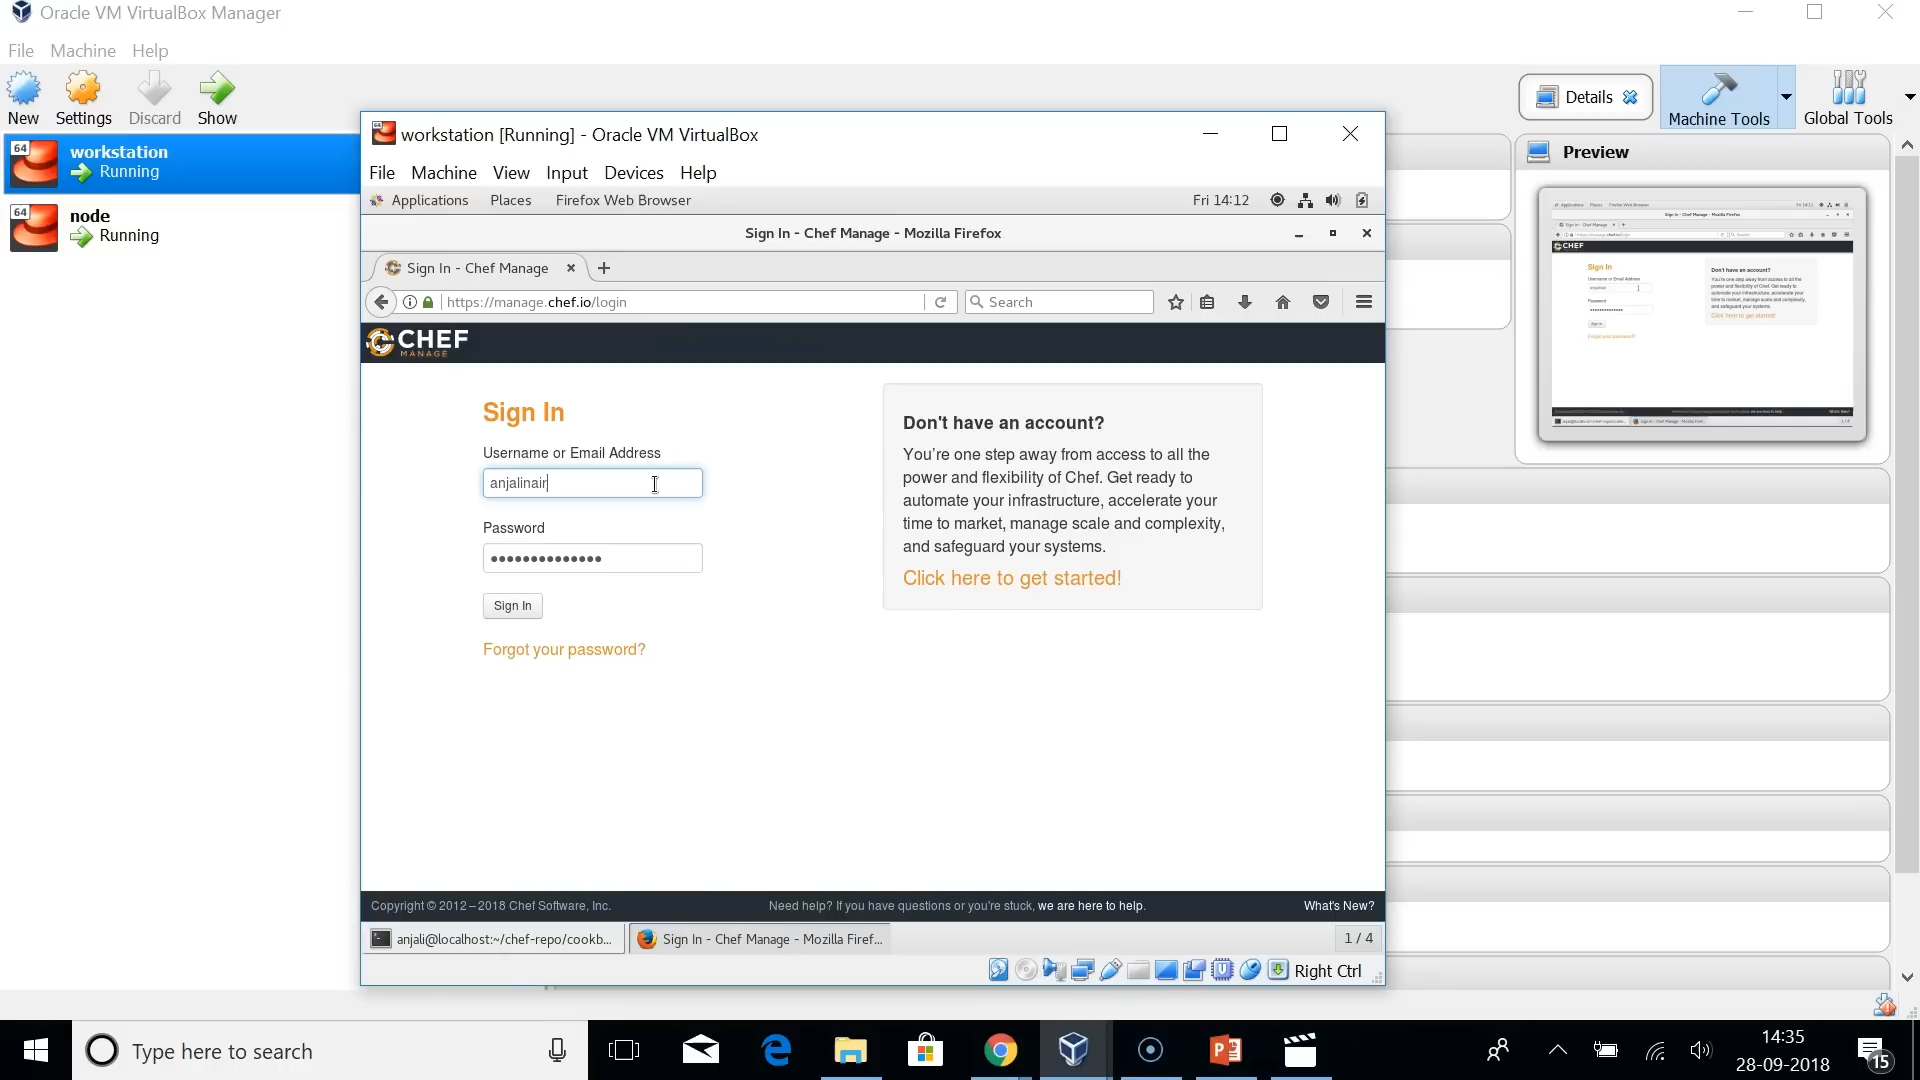 Oracle VM VirtualBox Manager
File Machine Help
New Settings Discard Show
Details Machine Tools Global Tools
64 workstation
Running
64 node
Running
Preview
workstation [Running] - Oracle VM VirtualBox
File Machine View Input Devices Help
Applications Places Firefox Web Browser Fri 14:12
Sign In - Chef Manage - Mozilla Firefox
Sign In - Chef Manage
https://manage.chef.io/login Search
CHEF
MANAGE
Sign In
Username or Email Address
anjalinair
Password
••••••••••••••
Sign In
Forgot your password?
Don't have an account?
You’re one step away from access to all the
power and flexibility of Chef. Get ready to
automate your infrastructure, accelerate your
time to market, manage scale and complexity,
and safeguard your systems.
Click here to get started!
Copyright © 2012 – 2018 Chef Software, Inc. Need help? If you have questions or you're stuck, we are here to help. What's New?
anjali@localhost:~/chef-repo/cookb... Sign In - Chef Manage - Mozilla Firef... 1 / 4
Right Ctrl
Type here to search
14:35
28-09-2018
15